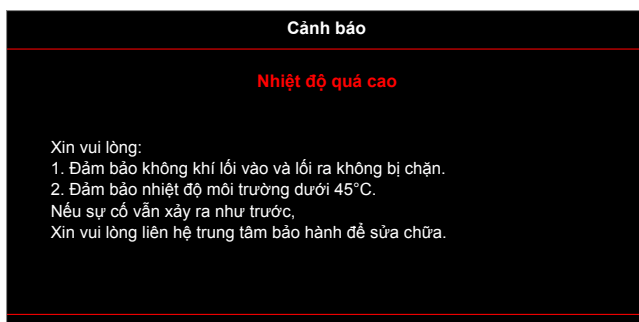 Cảnh báo
Nhiệt độ quá cao
Xin vui lòng:
1. Đảm bảo không khí lối vào và lối ra không bị chặn.
2. Đảm bảo nhiệt độ môi trường dưới 45°C.
Nếu sự cố vẫn xảy ra như trước,
Xin vui lòng liên hệ trung tâm bảo hành để sửa chữa.